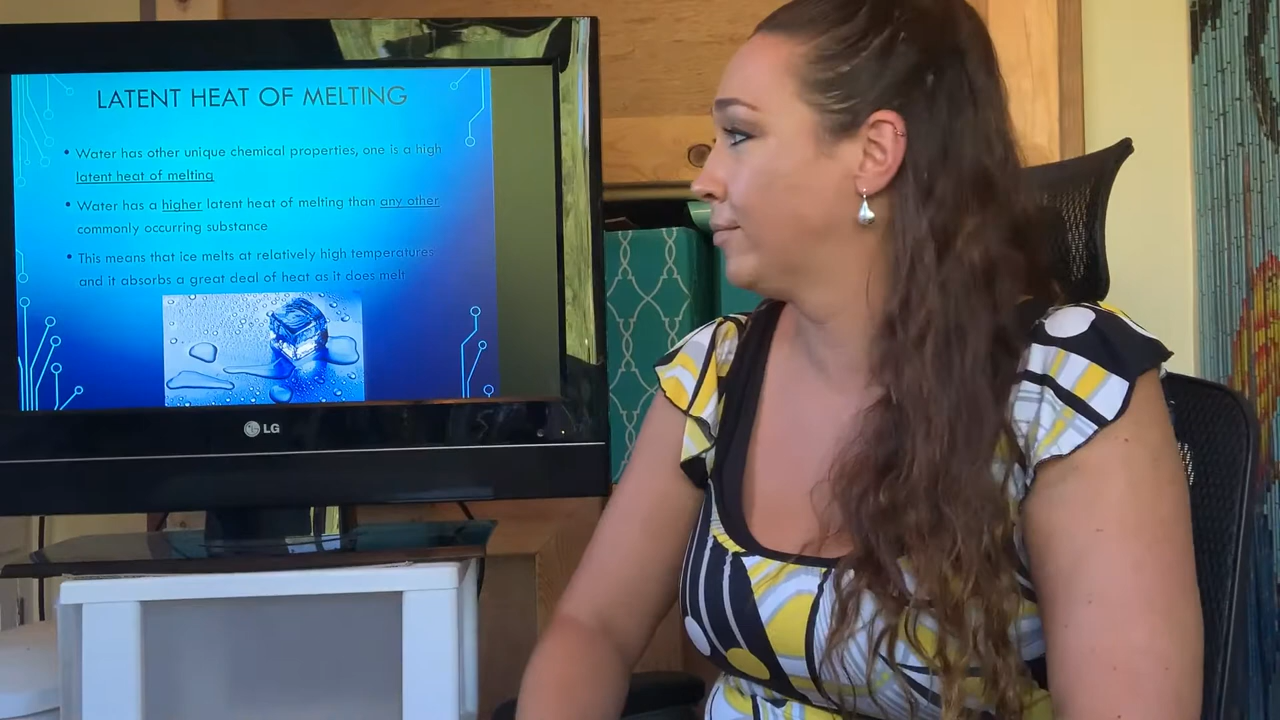 LATENT HEAT OF MELTING
• Water has other unique chemical properties, one is a high
latent heat of melting
• Water has a higher latent heat of melting than any other
commonly occurring substance
• This means that ice melts at relatively high temperatures
and it absorbs a great deal of heat as it does melt
LG